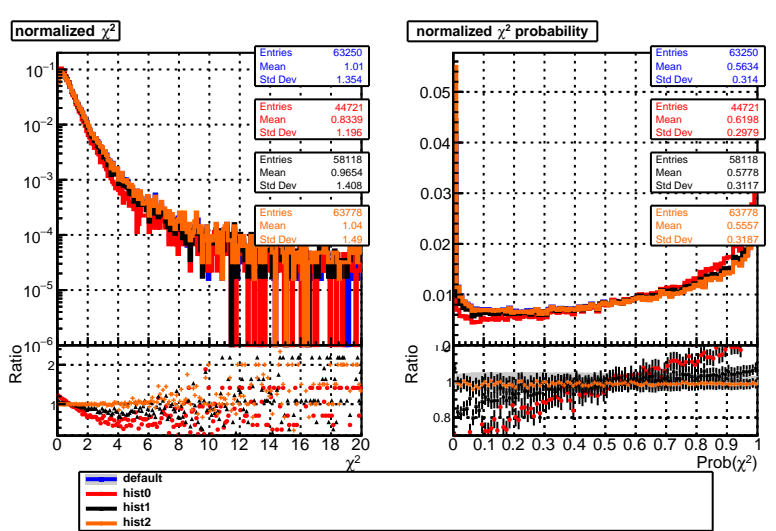 normalized χ²
Entries 63250
Mean 1.01
Std Dev 1.354
Entries 44721
Mean 0.8339
Std Dev 1.196
Entries 58118
Mean 0.9654
Std Dev 1.408
Entries 63778
Mean 1.04
Std Dev 1.49
10⁻¹
10⁻²
10⁻³
10⁻⁴
10⁻⁵
10⁻⁶
Ratio
2
1
0 2 4 6 8 10 12 14 16 18 20
χ²
normalized χ² probability
Entries 63250
Mean 0.5634
Std Dev 0.314
Entries 44721
Mean 0.6198
Std Dev 0.2979
Entries 58118
Mean 0.5778
Std Dev 0.3117
Entries 63778
Mean 0.5557
Std Dev 0.3187
0.05
0.04
0.03
0.02
0.01
Ratio
1
0.8
0 0.1 0.2 0.3 0.4 0.5 0.6 0.7 0.8 0.9 1
Prob(χ²)
default
hist0
hist1
hist2